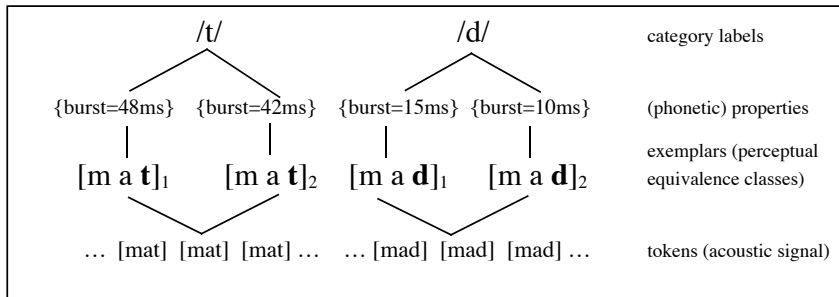 /t/ /d/ category labels
{burst=48ms} {burst=42ms} {burst=15ms} {burst=10ms} (phonetic) properties
exemplars (perceptual
[m a t]₁ [m a t]₂ [m a d]₁ [m a d]₂ equivalence classes)
… [mat] [mat] [mat] … … [mad] [mad] [mad] … tokens (acoustic signal)